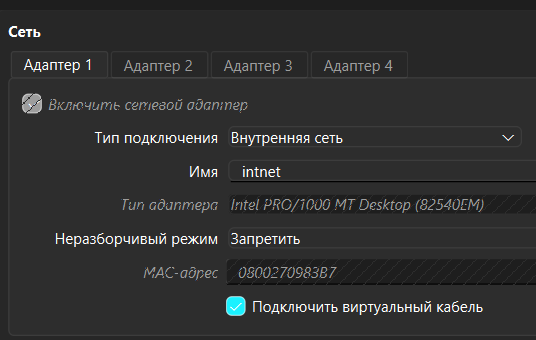 Сеть
Адаптер 1 Адаптер 2 Адаптер 3 Адаптер 4
Включить сетевой адаптер
Тип подключения Внутренняя сеть
Имя intnet
Тип адаптера Intel PRO/1000 MT Desktop (82540EM)
Неразборчивый режим Запретить
MAC-адрес 0800270983B7
Подключить виртуальный кабель